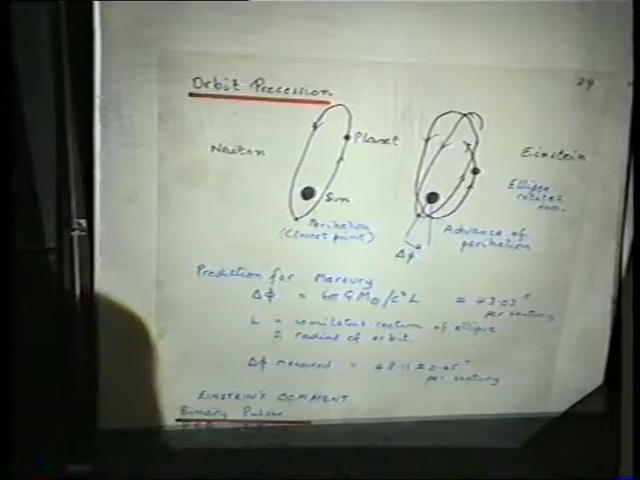 Orbit Precession
29
Newton
Planet
Sun
Perihelion
(Closest point)
Einstein
Ellipse
rotates
Advance of
perihelion
Δφ
Prediction for Mercury
Δφ = 6πGM⊙/c²L = 43.03"
per century
L = semilatus rectum of ellipse
= radius of orbit
Δφ measured = 43.11 ± 0.45"
per century
EINSTEIN'S COMMENT
Binary Pulsar